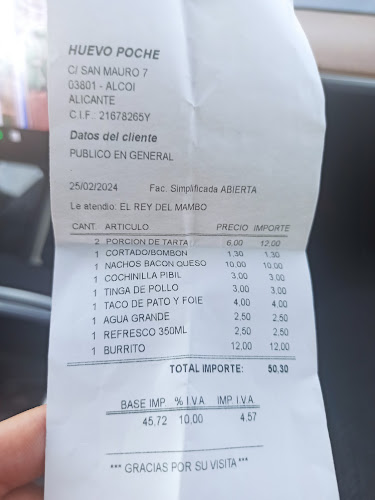 HUEVO POCHE
C/ SAN MAURO 7
03801 - ALCOI
ALICANTE
C.I.F.: 21678265Y
Datos del cliente
PUBLICO EN GENERAL
25/02/2024 Fac. Simplificada ABIERTA
Le atendio: EL REY DEL MAMBO
CANT. ARTICULO PRECIO IMPORTE
2 PORCION DE TARTA 6,00 12,00
1 CORTADO/BOMBON 1,30 1,30
1 NACHOS BACON QUESO 10,00 10,00
1 COCHINILLA PIBIL 3,00 3,00
1 TINGA DE POLLO 3,00 3,00
1 TACO DE PATO Y FOIE 4,00 4,00
1 AGUA GRANDE 2,50 2,50
1 REFRESCO 350ML 2,50 2,50
1 BURRITO 12,00 12,00
TOTAL IMPORTE: 50,30
BASE IMP. % I.V.A IMP. I.V.A.
45,72 10,00 4,57
*** GRACIAS POR SU VISITA ***